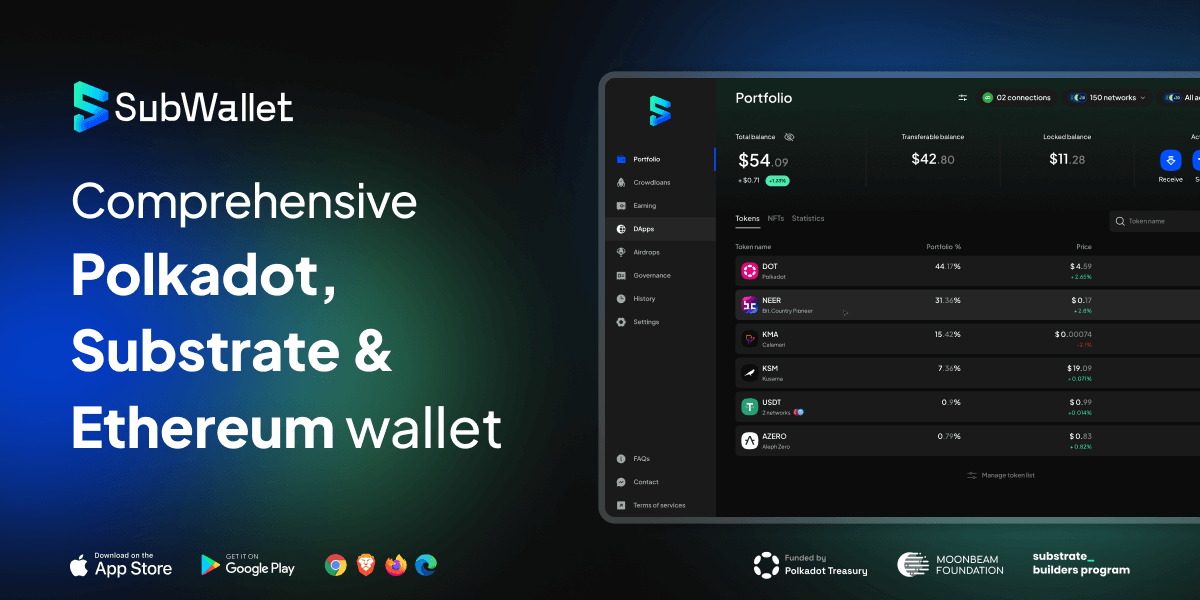 SubWallet
Comprehensive
Polkadot,
Substrate &
Ethereum wallet
Download on the
App Store
GET IT ON
Google Play
Portfolio
02 connections
150 networks
All ac
Total balance
$54.09
+ $0.71 +1.23%
Transferable balance
$42.80
Locked balance
$11.28
Act
Receive
S
Portfolio
Crowdloans
Earning
DApps
Airdrops
Governance
History
Settings
FAQs
Contact
Terms of services
Tokens NFTs Statistics
Token name
Token name Portfolio % Price
DOT 44.17% $4.59
Polkadot +2.65%
NEER 31.36% $0.17
Bit.Country Pioneer +2.8%
KMA 15.42% $0.00074
Calamari -2.1%
KSM 7.36% $19.09
Kusama +0.071%
USDT 0.9% $0.99
2 networks +0.014%
AZERO 0.79% $0.83
Aleph Zero +0.82%
Manage token list
Funded by
Polkadot Treasury
MOONBEAM
FOUNDATION
substrate_
builders program